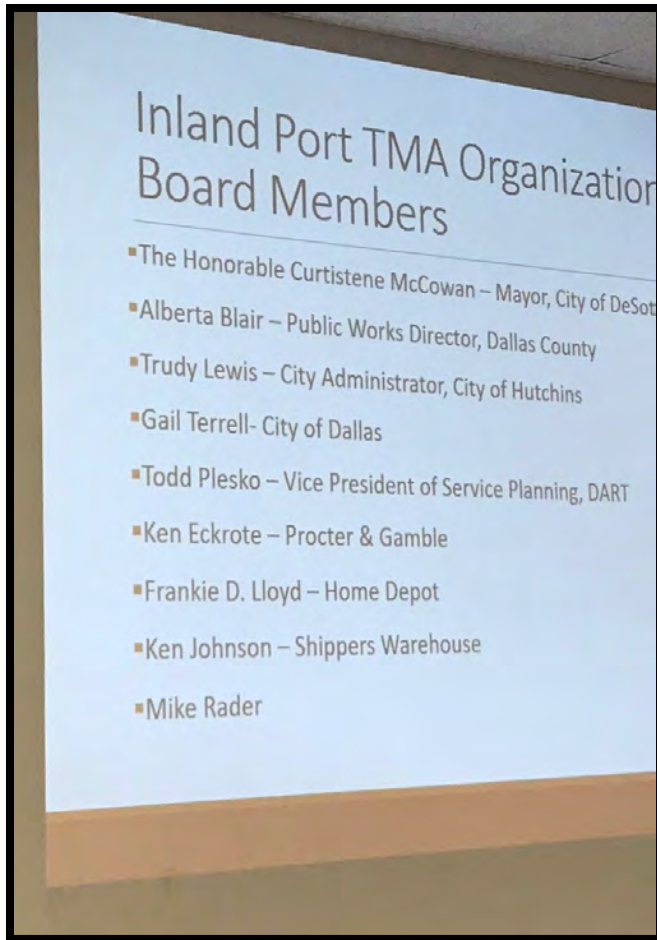 Inland Port TMA Organization
Board Members
▪The Honorable Curtistene McCowan – Mayor, City of DeSot
▪Alberta Blair – Public Works Director, Dallas County
▪Trudy Lewis – City Administrator, City of Hutchins
▪Gail Terrell- City of Dallas
▪Todd Plesko – Vice President of Service Planning, DART
▪Ken Eckrote – Procter & Gamble
▪Frankie D. Lloyd – Home Depot
▪Ken Johnson – Shippers Warehouse
▪Mike Rader